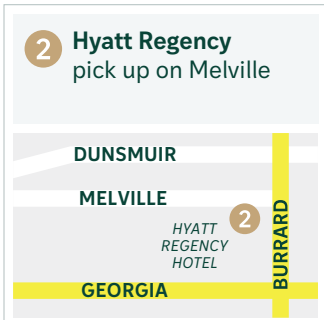 2
Hyatt Regency
pick up on Melville
DUNSMUIR
MELVILLE
2
HYATT
REGENCY
HOTEL
BURRARD
GEORGIA